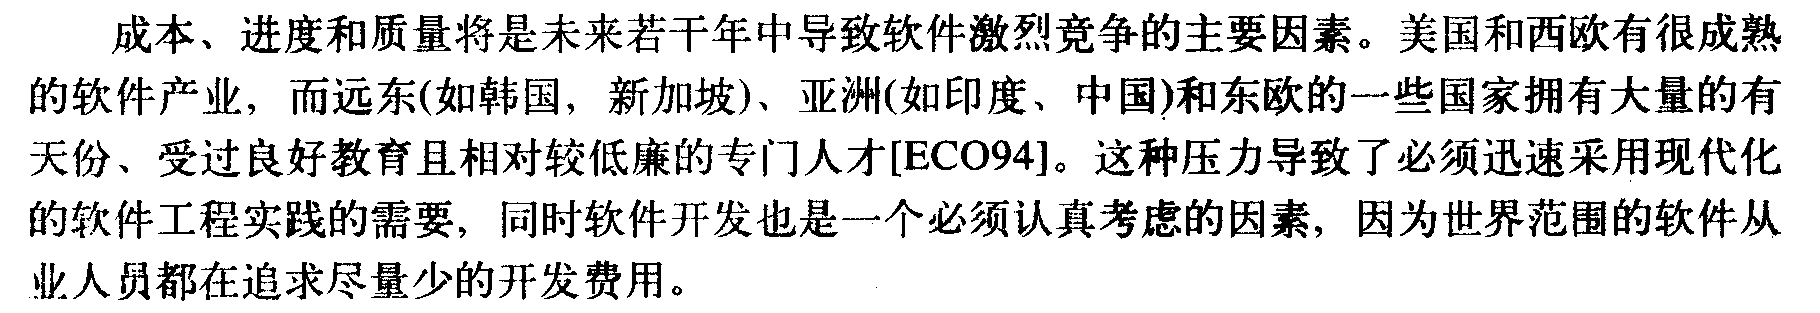 成本、进度和质量将是未来若干年中导致软件激烈竞争的主要因素。美国和西欧有很成熟
的软件产业，而远东(如韩国，新加坡)、亚洲(如印度、中国)和东欧的一些国家拥有大量的有
天份、受过良好教育且相对较低廉的专门人才[ECO94]。这种压力导致了必须迅速采用现代化
的软件工程实践的需要，同时软件开发也是一个必须认真考虑的因素，因为世界范围的软件从
业人员都在追求尽量少的开发费用。